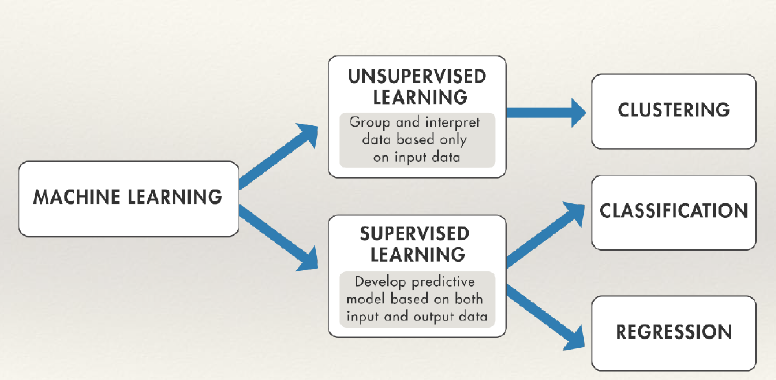 MACHINE LEARNING
UNSUPERVISED
LEARNING
Group and interpret
data based only
on input data
SUPERVISED
LEARNING
Develop predictive
model based on both
input and output data
CLUSTERING
CLASSIFICATION
REGRESSION